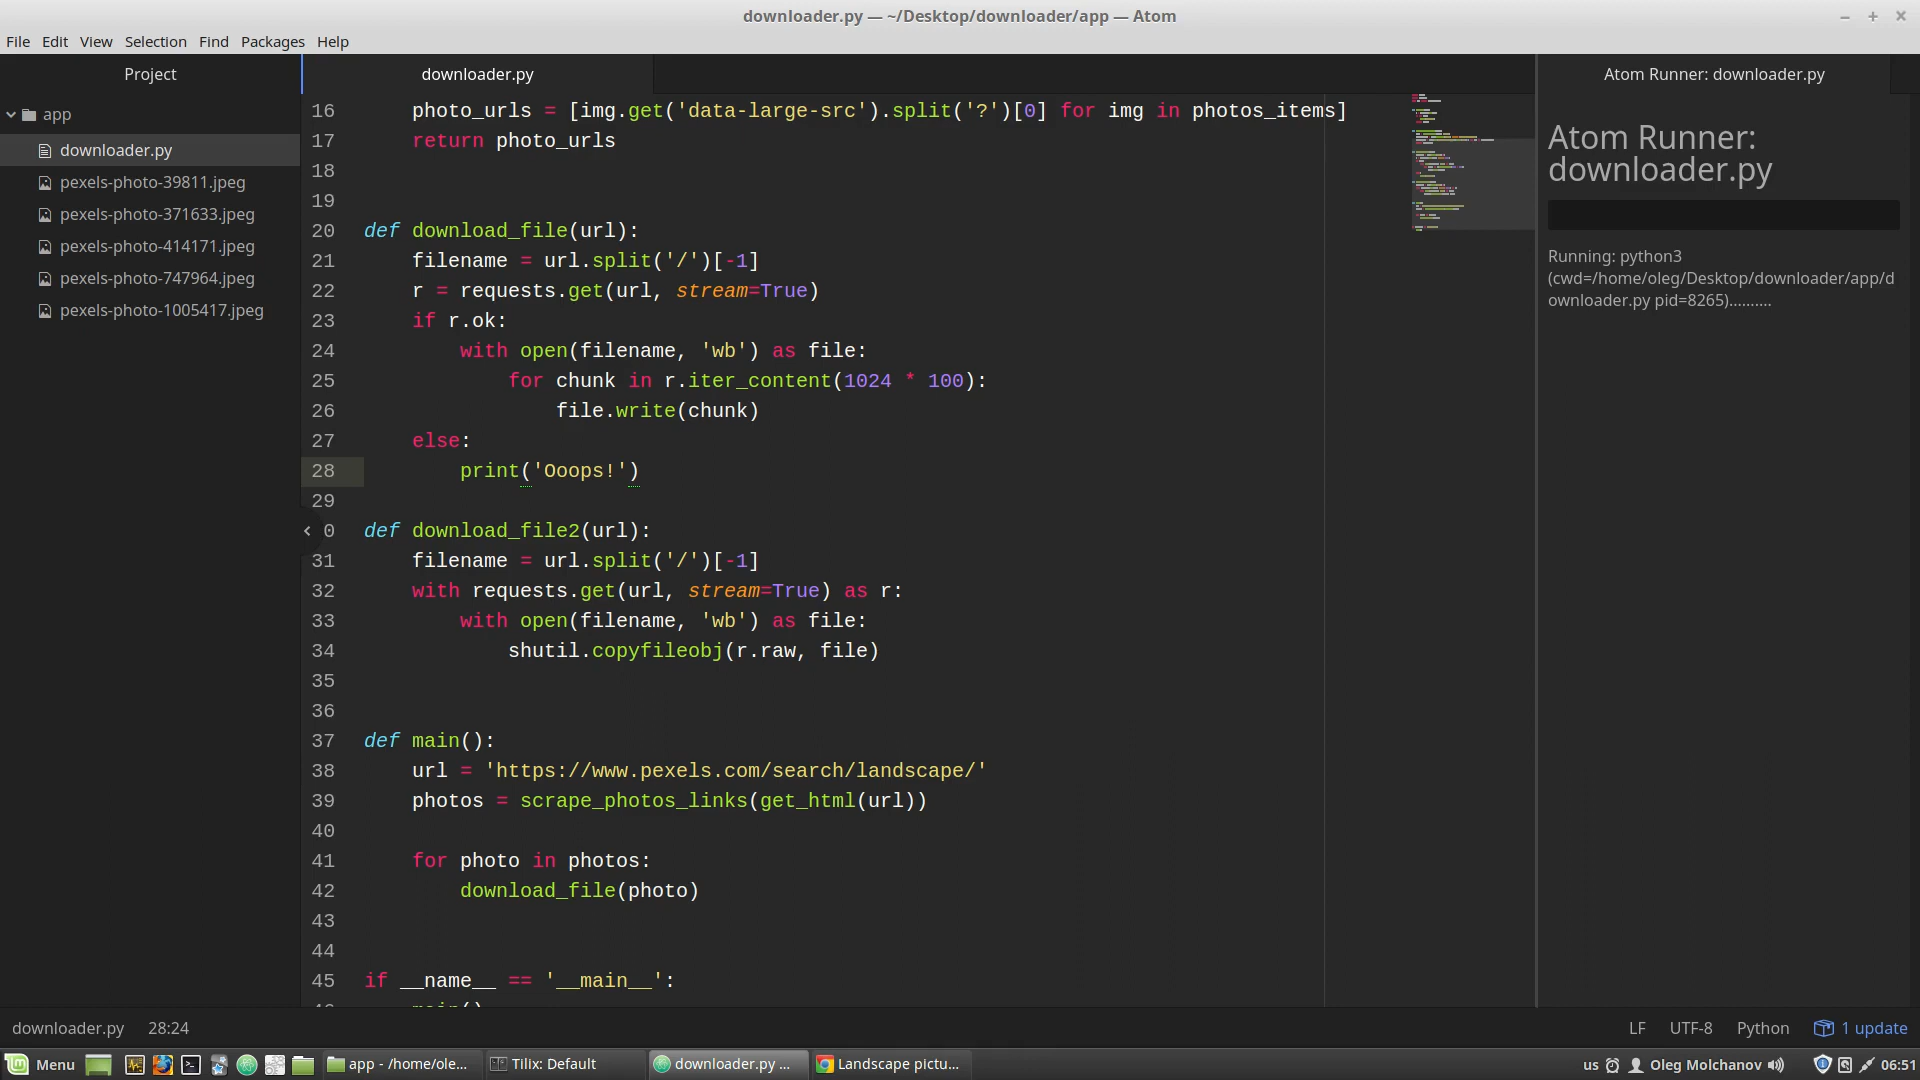 downloader.py — ~/Desktop/downloader/app — Atom
File Edit View Selection Find Packages Help
Project
app
downloader.py
pexels-photo-39811.jpeg
pexels-photo-371633.jpeg
pexels-photo-414171.jpeg
pexels-photo-747964.jpeg
pexels-photo-1005417.jpeg
downloader.py
16 photo_urls = [img.get('data-large-src').split('?')[0] for img in photos_items]
17 return photo_urls
18
19
20 def download_file(url):
21 filename = url.split('/')[-1]
22 r = requests.get(url, stream=True)
23 if r.ok:
24 with open(filename, 'wb') as file:
25 for chunk in r.iter_content(1024 * 100):
26 file.write(chunk)
27 else:
28 print('Ooops!')
29
0 def download_file2(url):
31 filename = url.split('/')[-1]
32 with requests.get(url, stream=True) as r:
33 with open(filename, 'wb') as file:
34 shutil.copyfileobj(r.raw, file)
35
36
37 def main():
38 url = 'https://www.pexels.com/search/landscape/'
39 photos = scrape_photos_links(get_html(url))
40
41 for photo in photos:
42 download_file(photo)
43
44
45 if __name__ == '__main__':
Atom Runner: downloader.py
Atom Runner:
downloader.py
Running: python3
(cwd=/home/oleg/Desktop/downloader/app/d
ownloader.py pid=8265)..........
downloader.py 28:24
LF UTF-8 Python 1 update
Menu app - /home/ole... Tilix: Default downloader.py ... Landscape pictu... us Oleg Molchanov 06:51